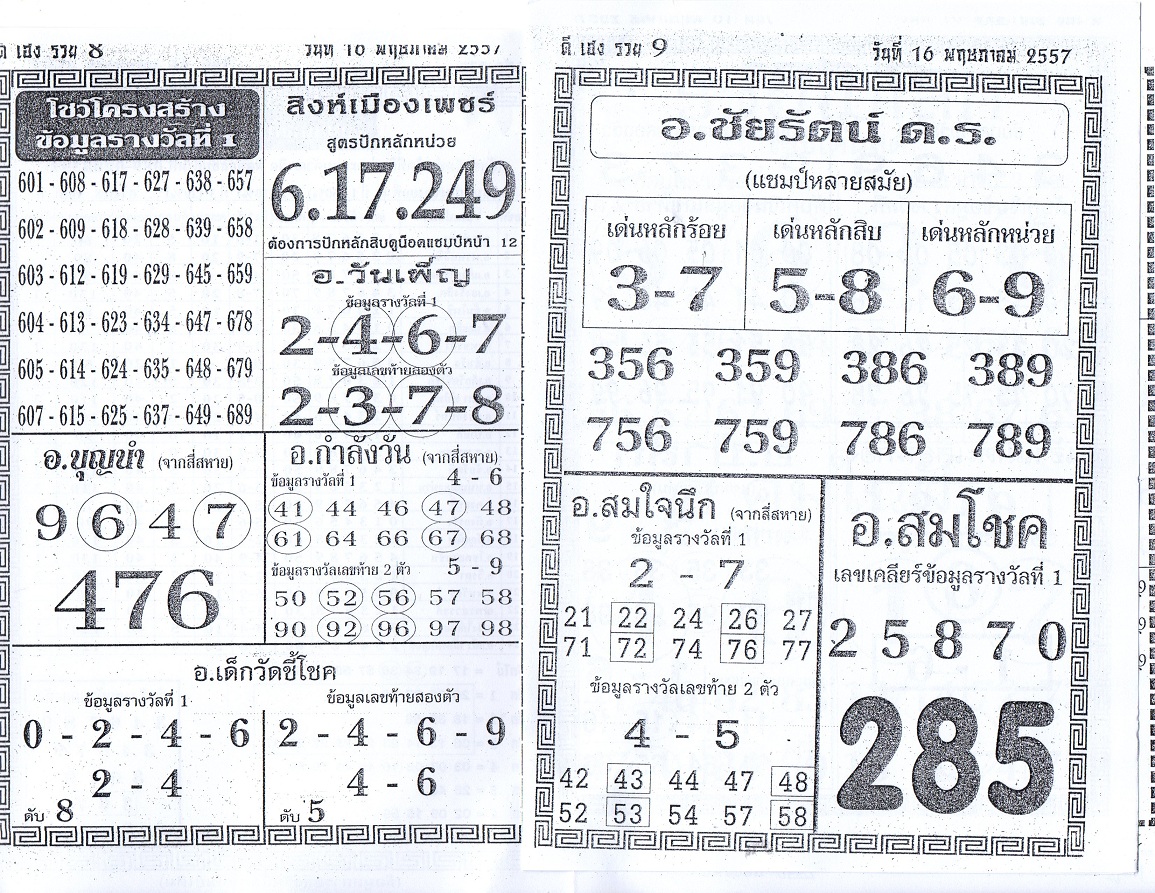 ดี เฮง รวย 8 วันที่ 16 พฤษภาคม 2557
โชว์โครงสร้าง
ข้อมูลรางวัลที่ 1
601 - 608 - 617 - 627 - 638 - 657
602 - 609 - 618 - 628 - 639 - 658
603 - 612 - 619 - 629 - 645 - 659
604 - 613 - 623 - 634 - 647 - 678
605 - 614 - 624 - 635 - 648 - 679
607 - 615 - 625 - 637 - 649 - 689
สิงห์เมืองเพชร์
สูตรปักหลักหน่วย
6.17.249
ต้องการปักหลักสิบดูน็อคแชมป์หน้า 12
อ.วันเพ็ญ
ข้อมูลรางวัลที่ 1
2-4-6-7
ข้อมูลเลขท้ายสองตัว
2-3-7-8
อ.บุญนำ (จากสี่สหาย)
9 6 4 7
476
อ.กำลังวัน (จากสี่สหาย)
ข้อมูลรางวัลที่ 1 4 - 6
41 44 46 47 48
61 64 66 67 68
ข้อมูลรางวัลเลขท้าย 2 ตัว 5 - 9
50 52 56 57 58
90 92 96 97 98
อ.เด็กวัดชี้โชค
ข้อมูลรางวัลที่ 1
0 - 2 - 4 - 6
2 - 4
ดับ 8
ข้อมูลเลขท้ายสองตัว
2 - 4 - 6 - 9
4 - 6
ดับ 5
ดี เฮง รวย 9 วันที่ 16 พฤษภาคม 2557
อ.ชัยรัตน์ ด.ร.
(แชมป์หลายสมัย)
เด่นหลักร้อย เด่นหลักสิบ เด่นหลักหน่วย
3-7 5-8 6-9
356 359 386 389
756 759 786 789
อ.สมใจนึก (จากสี่สหาย)
ข้อมูลรางวัลที่ 1
2 - 7
21 22 24 26 27
71 72 74 76 77
ข้อมูลรางวัลเลขท้าย 2 ตัว
4 - 5
42 43 44 47 48
52 53 54 57 58
อ.สมโชค
เลขเคลียร์ข้อมูลรางวัลที่ 1
2 5 8 7 0
285